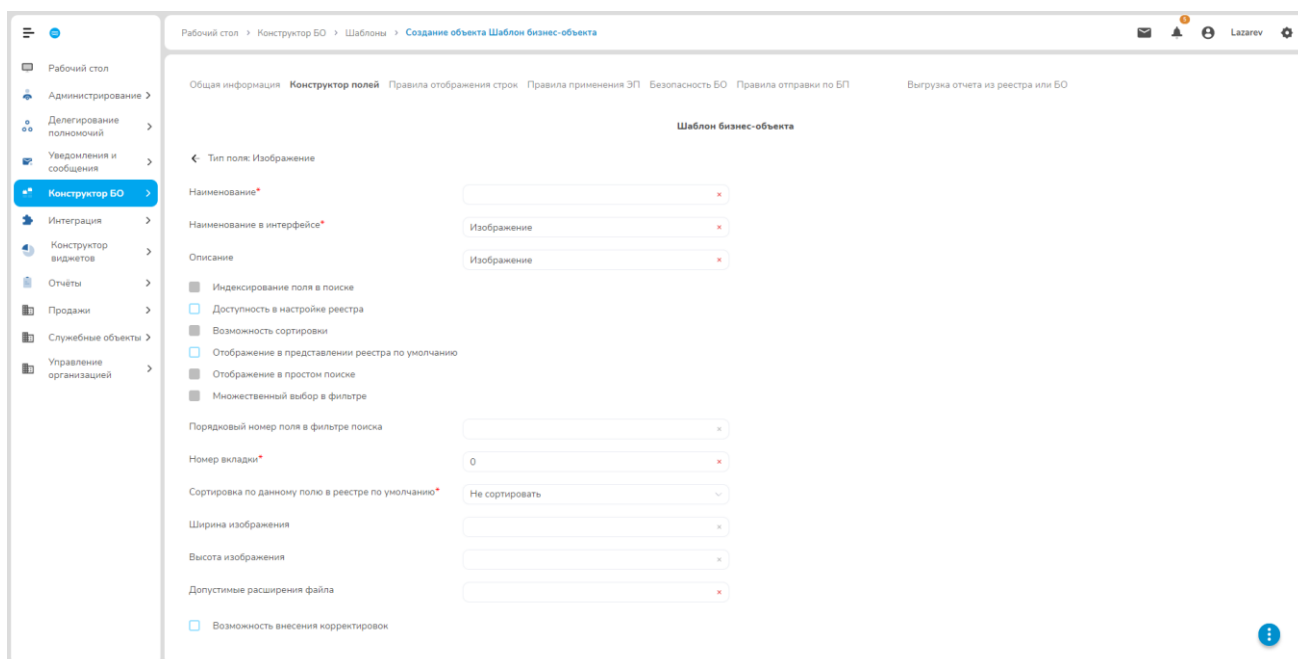 Рабочий стол > Конструктор БО > Шаблоны > Создание объекта Шаблон бизнес-объекта
1
Lazarev
Рабочий стол
Администрирование
Делегирование
полномочий
Уведомления и
сообщения
Конструктор БО
Интеграция
Конструктор
виджетов
Отчёты
Продажи
Служебные объекты
Управление
организацией
Общая информация Конструктор полей Правила отображения строк Правила применения ЭП Безопасность БО Правила отправки по БП Выгрузка отчета из реестра или БО
Шаблон бизнес-объекта
Тип поля: Изображение
Наименование*
Наименование в интерфейсе* Изображение
Описание Изображение
Индексирование поля в поиске
Доступность в настройке реестра
Возможность сортировки
Отображение в представлении реестра по умолчанию
Отображение в простом поиске
Множественный выбор в фильтре
Порядковый номер поля в фильтре поиска
Номер вкладки* 0
Сортировка по данному полю в реестре по умолчанию* Не сортировать
Ширина изображения
Высота изображения
Допустимые расширения файла
Возможность внесения корректировок